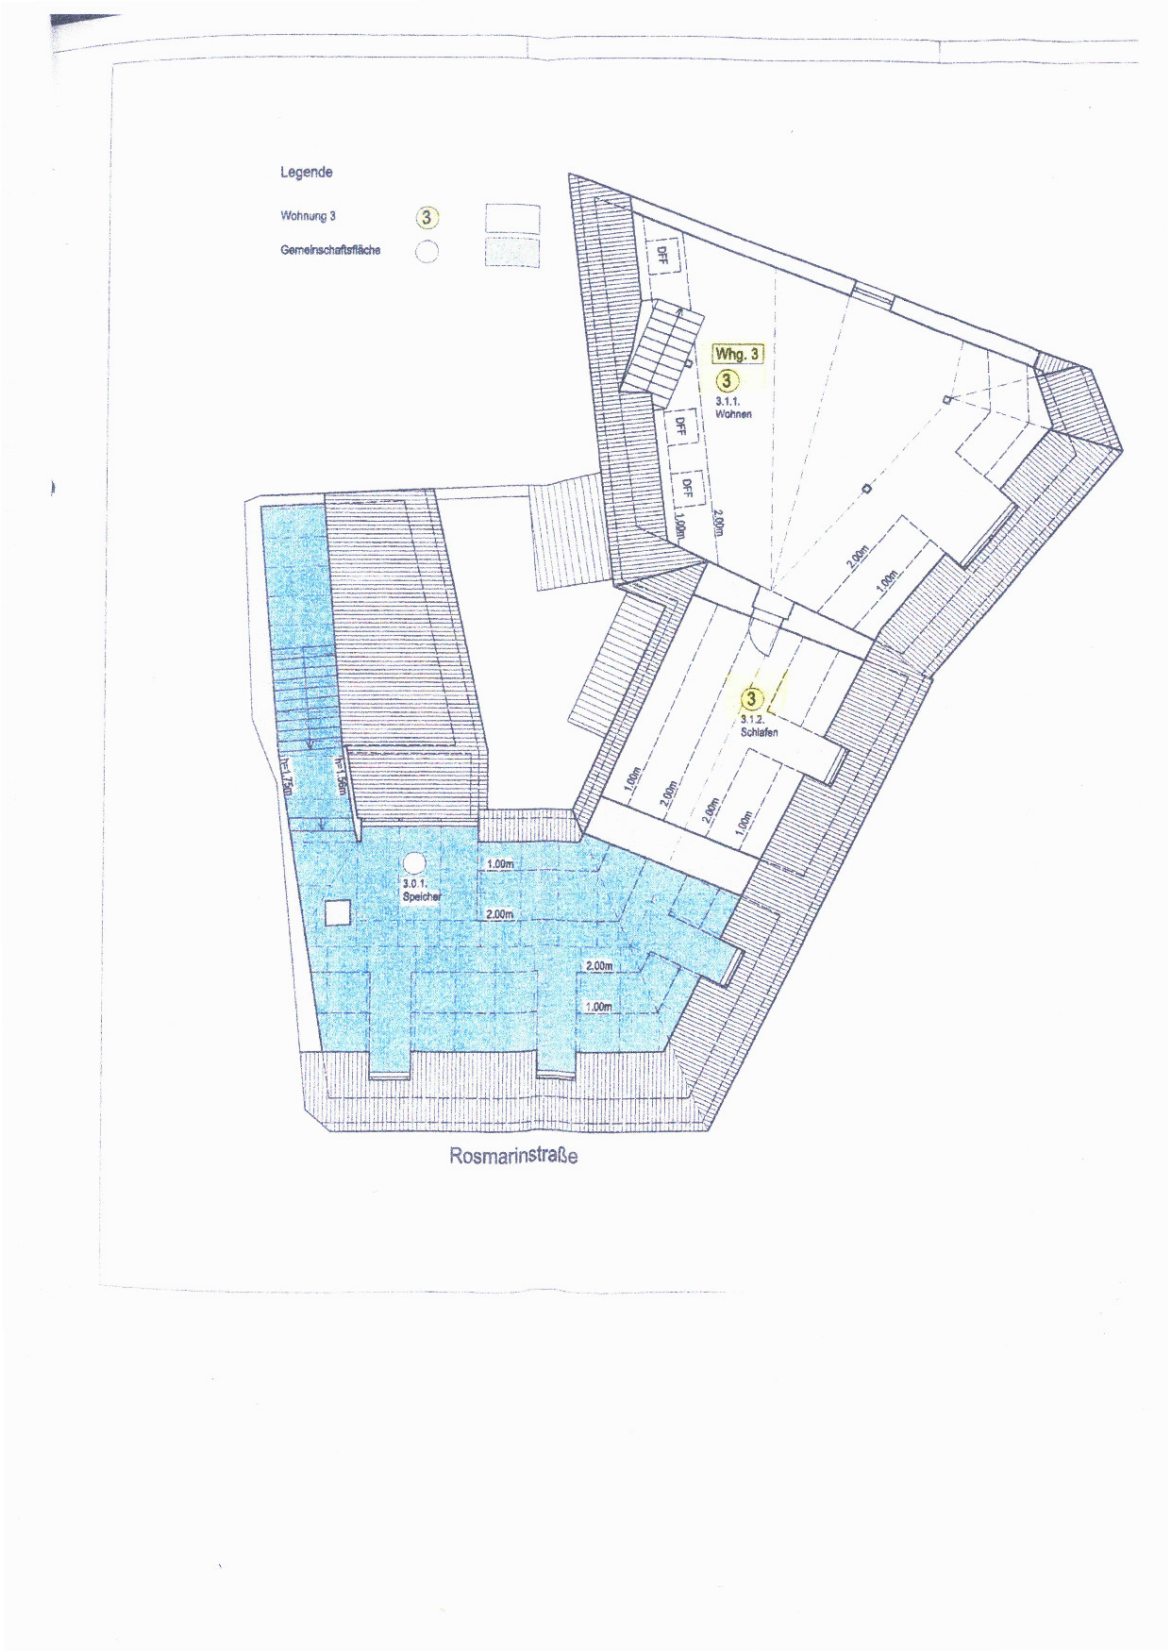 Legende
Wohnung 3
3
Gemeinschaftsfläche
DFF
Whg. 3
3
3.1.1.
Wohnen
DFF
DFF
1.00m
2.00m
2.00m
1.00m
3
3.1.2.
Schlafen
1.00m
2.00m
2.00m
1.00m
h=1.75m
h=1.56m
3.0.1.
Speicher
1.00m
2.00m
2.00m
1.00m
Rosmarinstraße